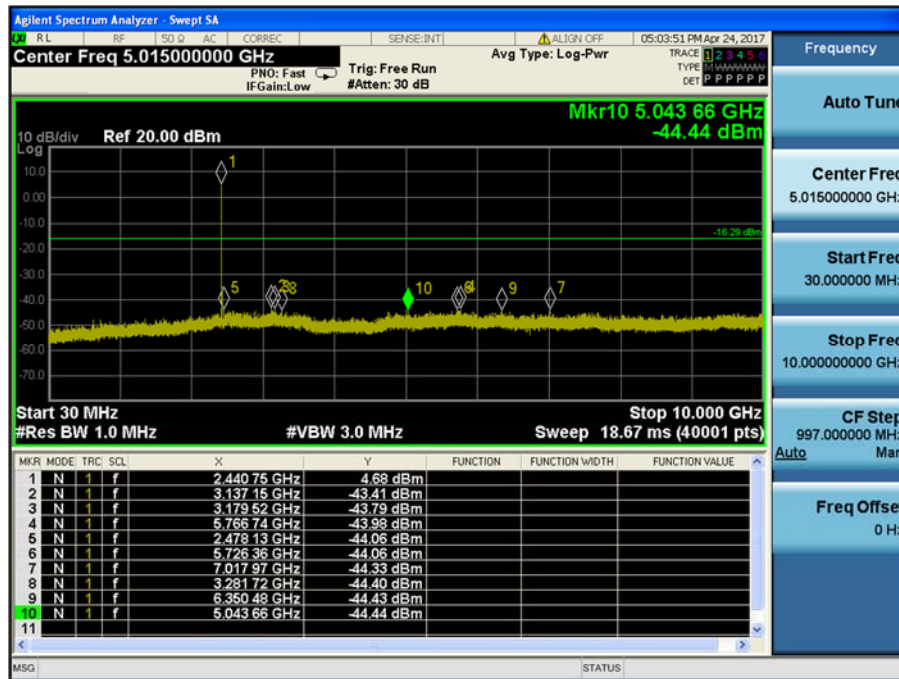 Agilent Spectrum Analyzer - Swept SA
LXI RL RF 50 Ω AC CORREC SENSE:INT ALIGN OFF 05:03:51 PM Apr 24, 2017
Center Freq 5.015000000 GHz
PNO: Fast
IFGain:Low
Trig: Free Run
#Atten: 30 dB
Avg Type: Log-Pwr
TRACE 1 2 3 4 5 6
TYPE M
DET P P P P P P
Mkr10 5.043 66 GHz
-44.44 dBm
10 dB/div Ref 20.00 dBm
Log
10.0
0.00
-10.0
-20.0
-30.0
-40.0
-50.0
-60.0
-70.0
-16.29 dBm
1
5
2
8
10
4
9
7
Start 30 MHz Stop 10.000 GHz
#Res BW 1.0 MHz #VBW 3.0 MHz Sweep 18.67 ms (40001 pts)
MKR MODE TRC SCL X Y FUNCTION FUNCTION WIDTH FUNCTION VALUE
1 N 1 f 2.440 75 GHz 4.68 dBm
2 N 1 f 3.137 15 GHz -43.41 dBm
3 N 1 f 3.179 52 GHz -43.79 dBm
4 N 1 f 5.766 74 GHz -43.98 dBm
5 N 1 f 2.478 13 GHz -44.06 dBm
6 N 1 f 5.726 36 GHz -44.06 dBm
7 N 1 f 7.017 97 GHz -44.33 dBm
8 N 1 f 3.281 72 GHz -44.40 dBm
9 N 1 f 6.350 48 GHz -44.43 dBm
10 N 1 f 5.043 66 GHz -44.44 dBm
11
MSG STATUS
Frequency
Auto Tune
Center Freq
5.015000000 GHz
Start Freq
30.000000 MHz
Stop Freq
10.000000000 GHz
CF Step
997.000000 MHz
Auto Man
Freq Offset
0 Hz